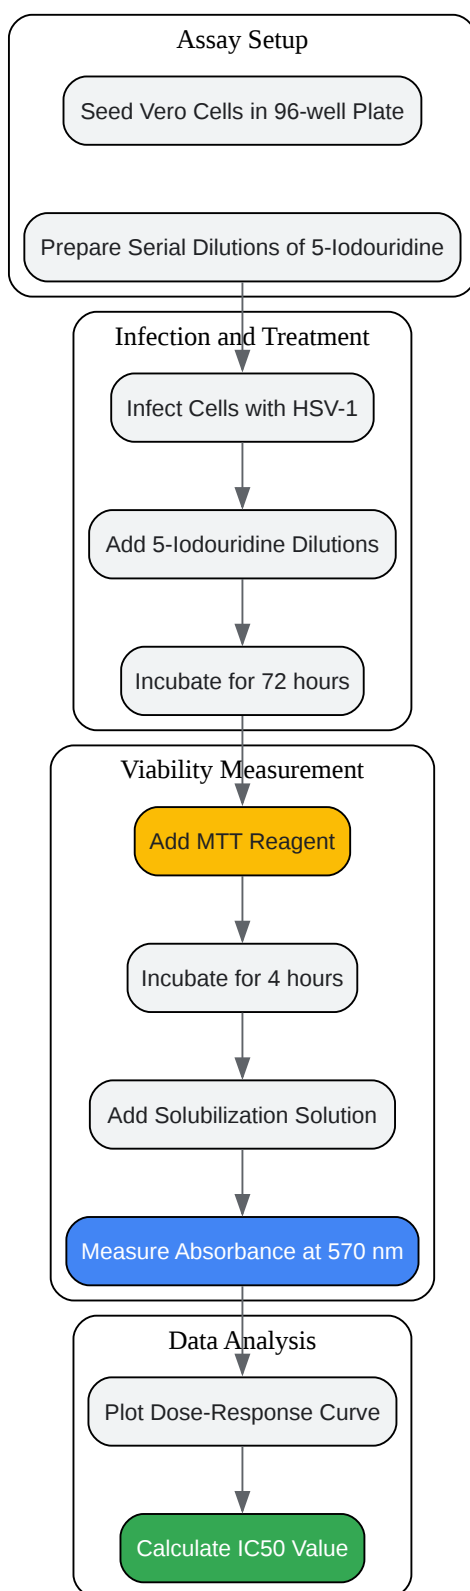 Assay Setup
Seed Vero Cells in 96-well Plate
Prepare Serial Dilutions of 5-Iodouridine
Infection and Treatment
Infect Cells with HSV-1
Add 5-Iodouridine Dilutions
Incubate for 72 hours
Viability Measurement
Add MTT Reagent
Incubate for 4 hours
Add Solubilization Solution
Measure Absorbance at 570 nm
Data Analysis
Plot Dose-Response Curve
Calculate IC50 Value